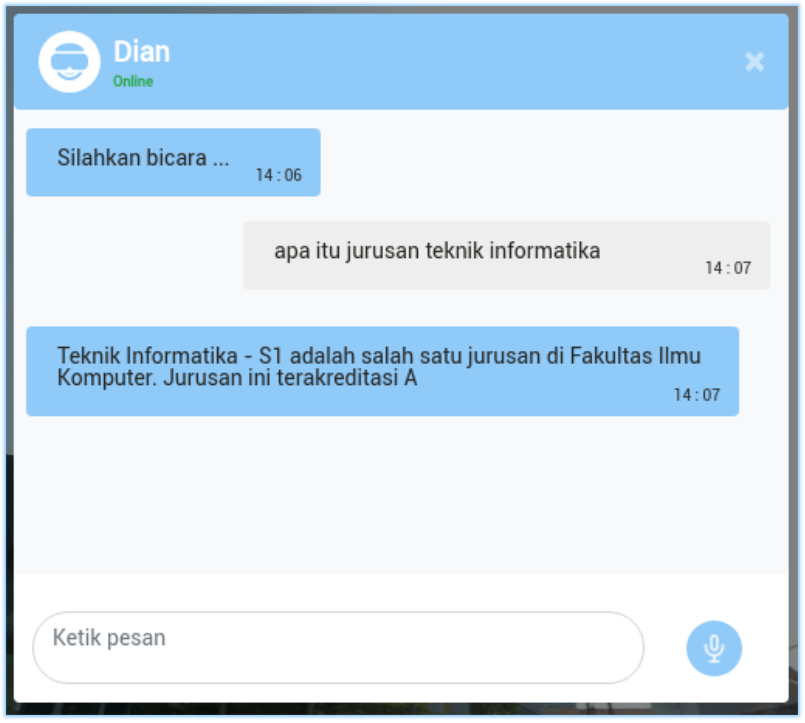 Dian
Online
×
Silahkan bicara ...
14 : 06
apa itu jurusan teknik informatika
14 : 07
Teknik Informatika - S1 adalah salah satu jurusan di Fakultas Ilmu
Komputer. Jurusan ini terakreditasi A
14 : 07
Ketik pesan